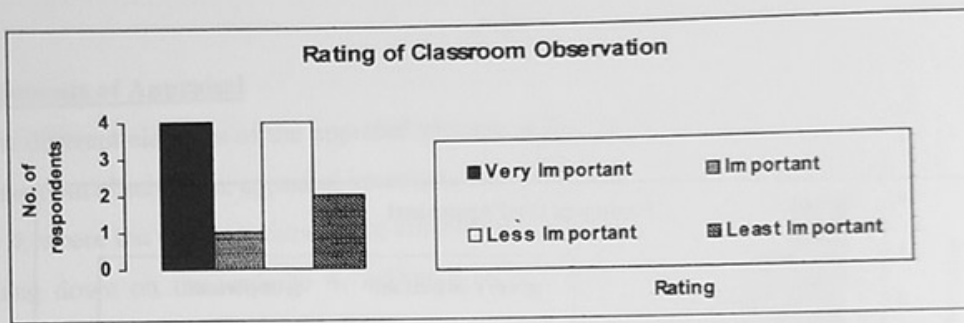 Rating of Classroom Observation
No. of
respondents
4
3
2
1
0
Very Important
Important
Less Important
Least Important
Rating